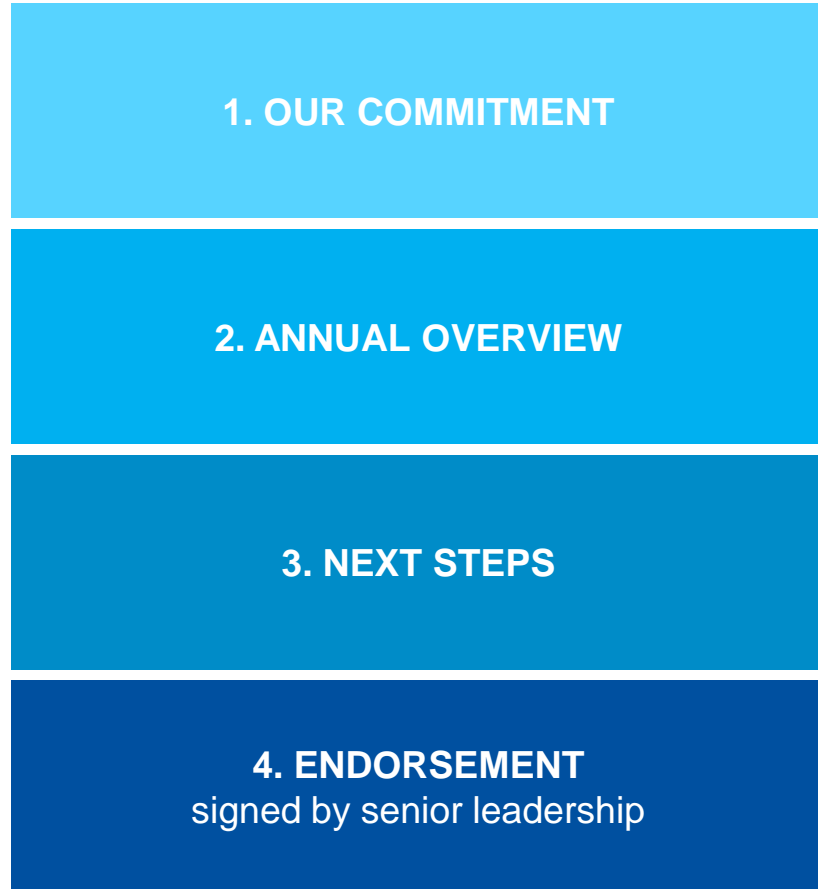 1. OUR COMMITMENT
2. ANNUAL OVERVIEW
3. NEXT STEPS
4. ENDORSEMENT
signed by senior leadership